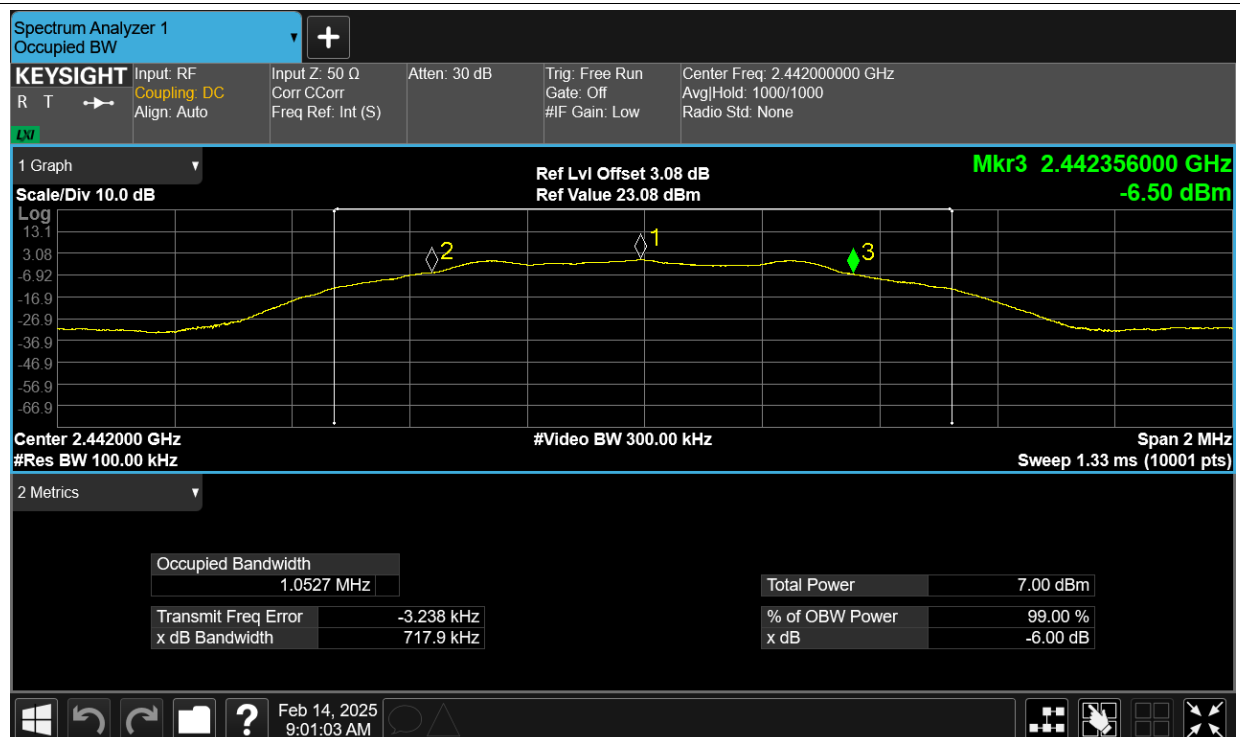 Spectrum Analyzer 1
Occupied BW
KEYSIGHT
R T
LXI
Input: RF
Coupling: DC
Align: Auto
Input Z: 50 Ω
Corr CCorr
Freq Ref: Int (S)
Atten: 30 dB
Trig: Free Run
Gate: Off
#IF Gain: Low
Center Freq: 2.442000000 GHz
Avg|Hold: 1000/1000
Radio Std: None
1 Graph
Scale/Div 10.0 dB
Ref Lvl Offset 3.08 dB
Ref Value 23.08 dBm
Mkr3 2.442356000 GHz
-6.50 dBm
Log
13.1
3.08
-6.92
-16.9
-26.9
-36.9
-46.9
-56.9
-66.9
2
1
3
Center 2.442000 GHz
#Res BW 100.00 kHz
#Video BW 300.00 kHz
Span 2 MHz
Sweep 1.33 ms (10001 pts)
2 Metrics
Occupied Bandwidth
1.0527 MHz
Transmit Freq Error -3.238 kHz
x dB Bandwidth 717.9 kHz
Total Power 7.00 dBm
% of OBW Power 99.00 %
x dB -6.00 dB
?
Feb 14, 2025
9:01:03 AM